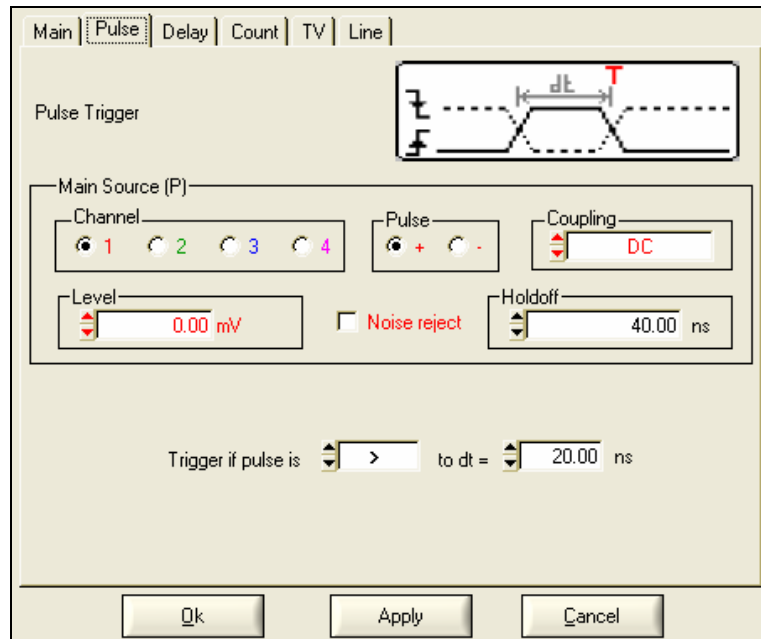 Main Pulse Delay Count TV Line
dt T
Pulse Trigger
Main Source (P)
Channel Pulse Coupling
1 2 3 4 + - DC
Level Holdoff
0.00 mV Noise reject 40.00 ns
Trigger if pulse is > to dt = 20.00 ns
Ok Apply Cancel